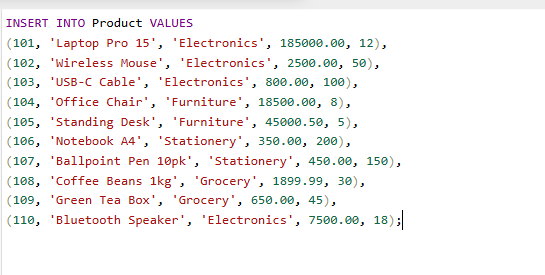 INSERT INTO Product VALUES
(101, 'Laptop Pro 15', 'Electronics', 185000.00, 12),
(102, 'Wireless Mouse', 'Electronics', 2500.00, 50),
(103, 'USB-C Cable', 'Electronics', 800.00, 100),
(104, 'Office Chair', 'Furniture', 18500.00, 8),
(105, 'Standing Desk', 'Furniture', 45000.50, 5),
(106, 'Notebook A4', 'Stationery', 350.00, 200),
(107, 'Ballpoint Pen 10pk', 'Stationery', 450.00, 150),
(108, 'Coffee Beans 1kg', 'Grocery', 1899.99, 30),
(109, 'Green Tea Box', 'Grocery', 650.00, 45),
(110, 'Bluetooth Speaker', 'Electronics', 7500.00, 18);